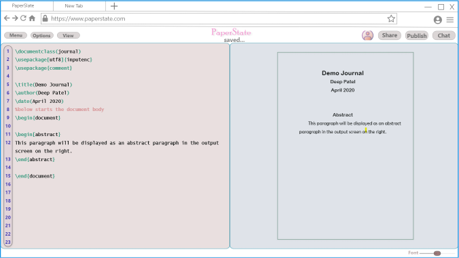 PaperState
New Tab
https://www.paperstate.com
Menu
Options
View
PaperState
saved...
Share
Publish
Chat
1 \documentclass{journal}
2 \usepackage[utf8]{inputenc}
3 \usepackage{comment}
4
5 \title{Demo Journal}
6 \author{Deep Patel}
7 \date{April 2020}
8 %below starts the document body
9 \begin{document}
10
11 \begin{abstract}
12 This paragraph will be displayed as an abstract paragraph in the output
screen on the right.
13 \end{abstract}
14
15 \end{document}
16
17
18
19
20
21
22
23
Demo Journal
Deep Patel
April 2020
Abstract
This paragraph will be displayed as an abstract
paragraph in the output screen on the right.